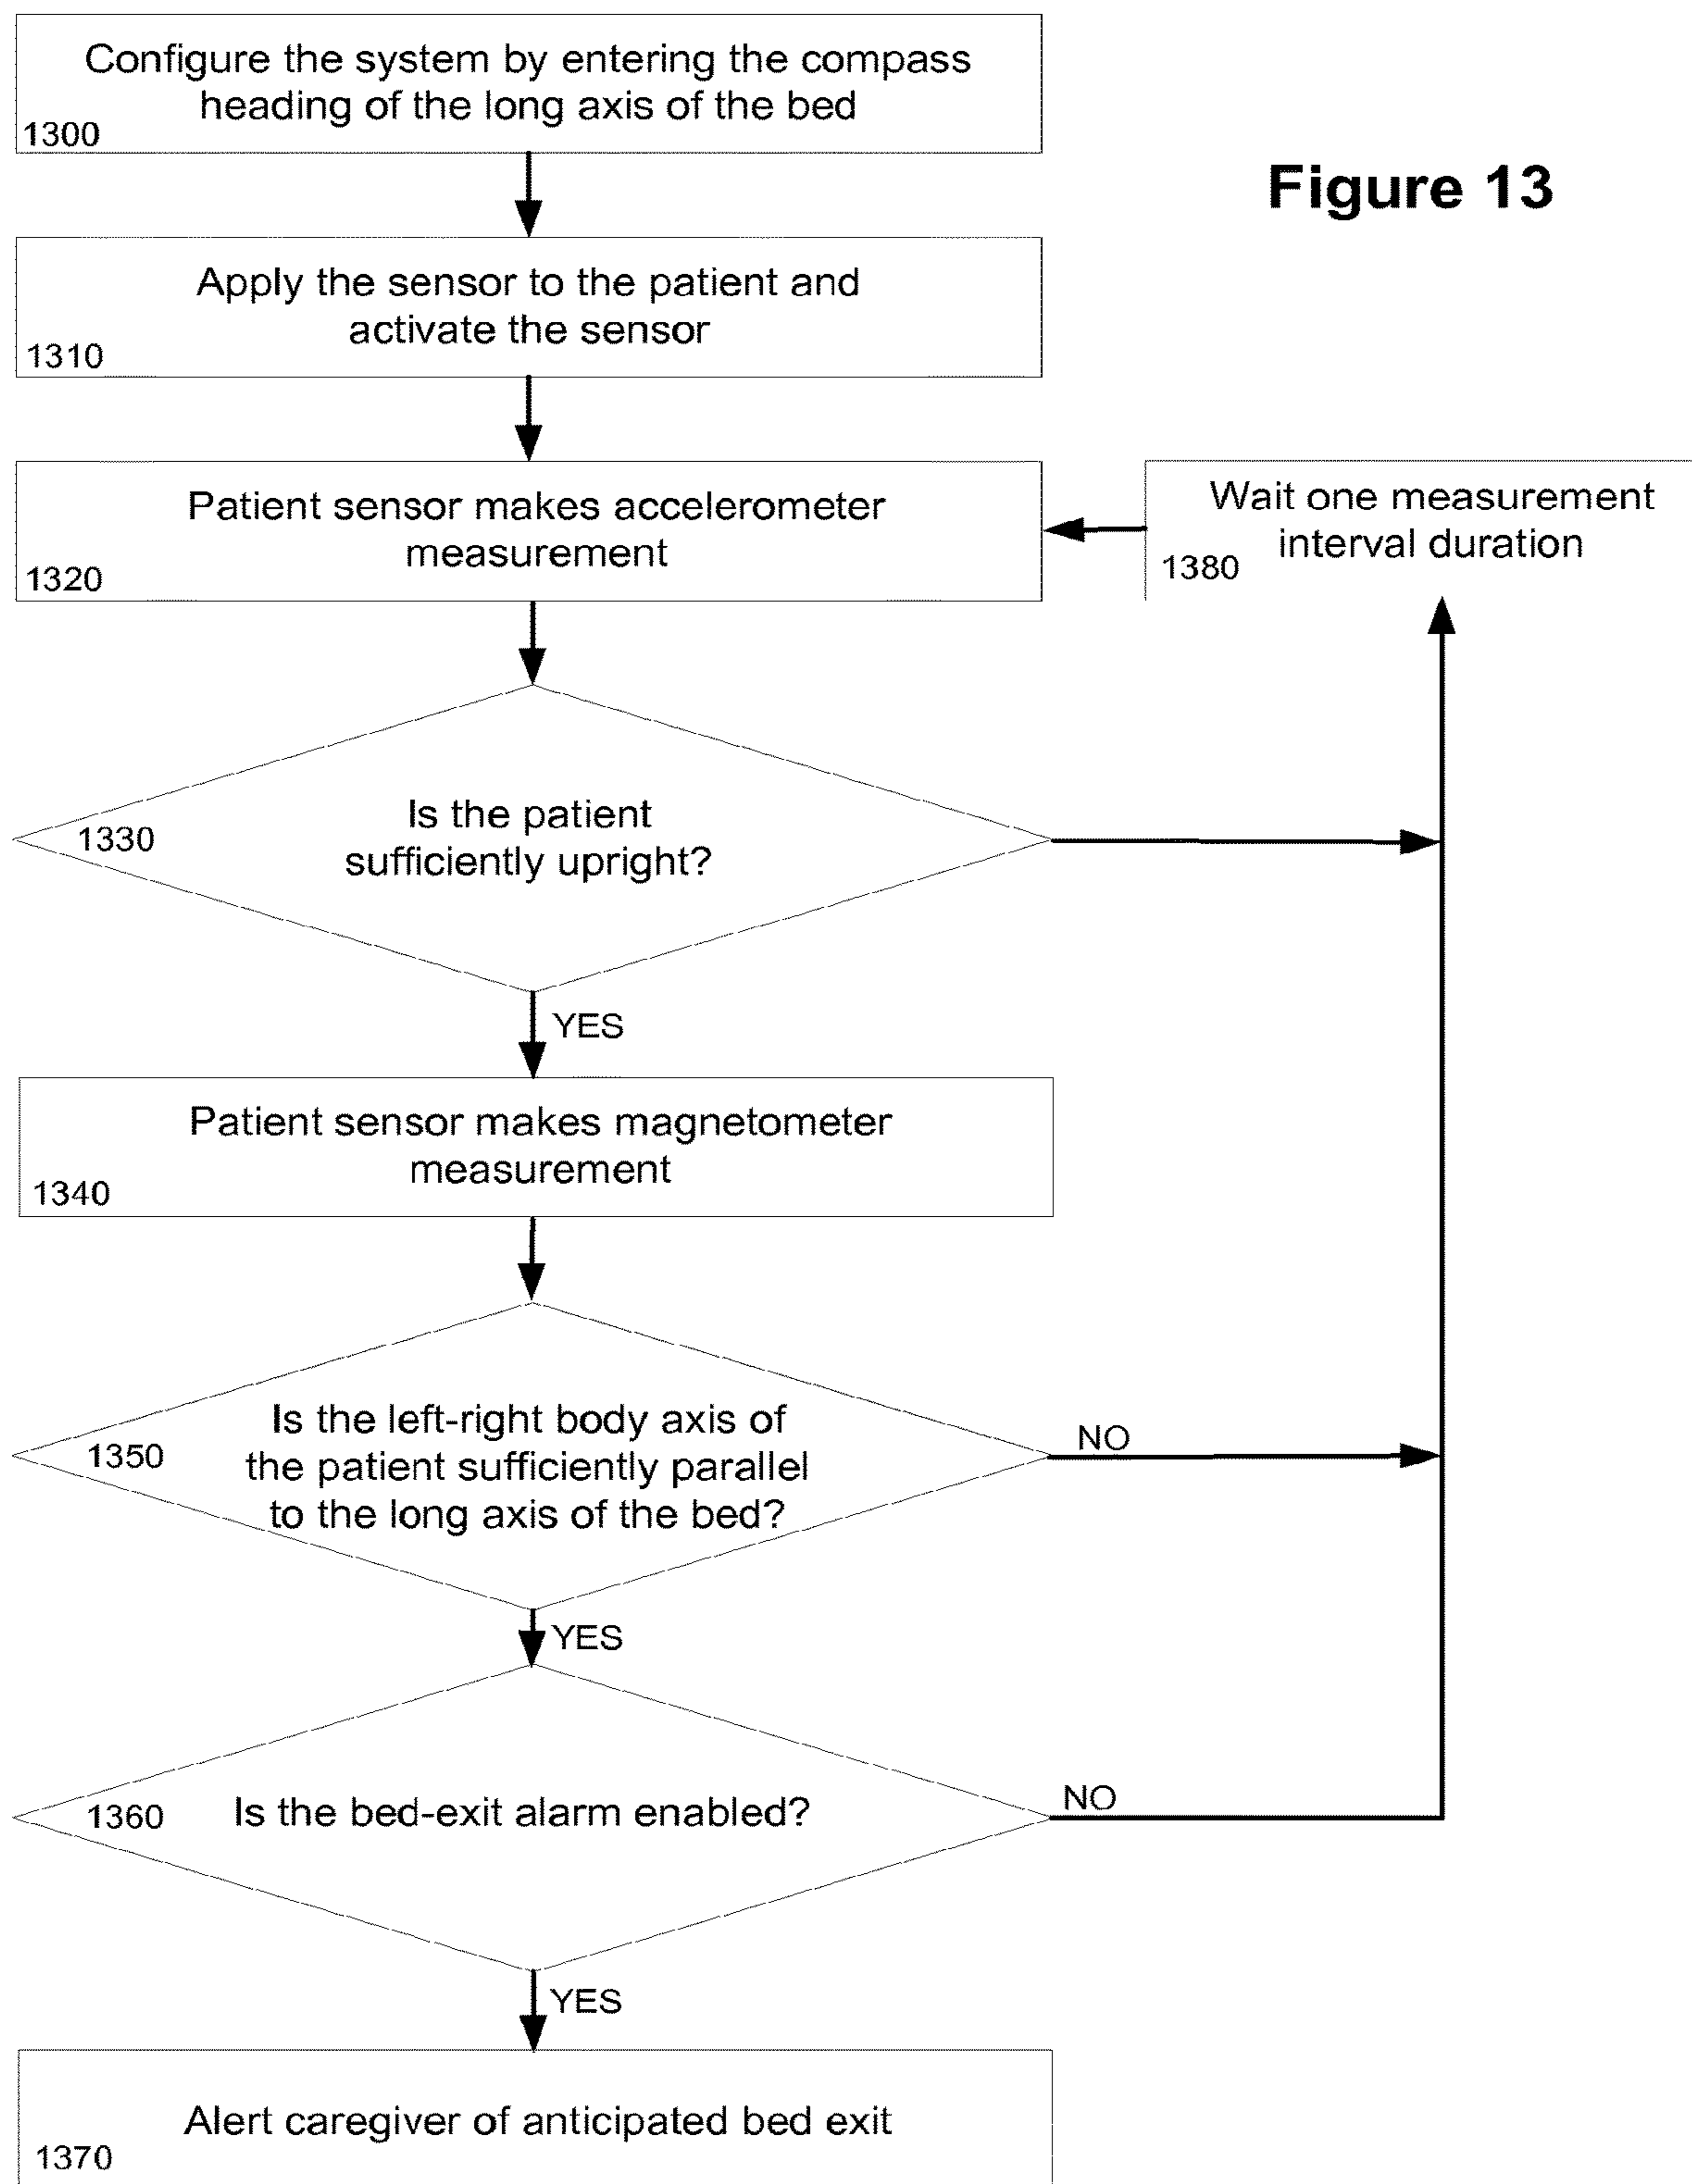 Configure the system by entering the compass
heading of the long axis of the bed
1300
Figure 13
Apply the sensor to the patient and
activate the sensor
1310
Patient sensor makes accelerometer
measurement
1320
Wait one measurement
interval duration
1380
Is the patient
sufficiently upright?
1330
YES
Patient sensor makes magnetometer
measurement
1340
Is the left-right body axis of
the patient sufficiently parallel
to the long axis of the bed?
1350
NO
YES
Is the bed-exit alarm enabled?
1360
NO
YES
Alert caregiver of anticipated bed exit
1370